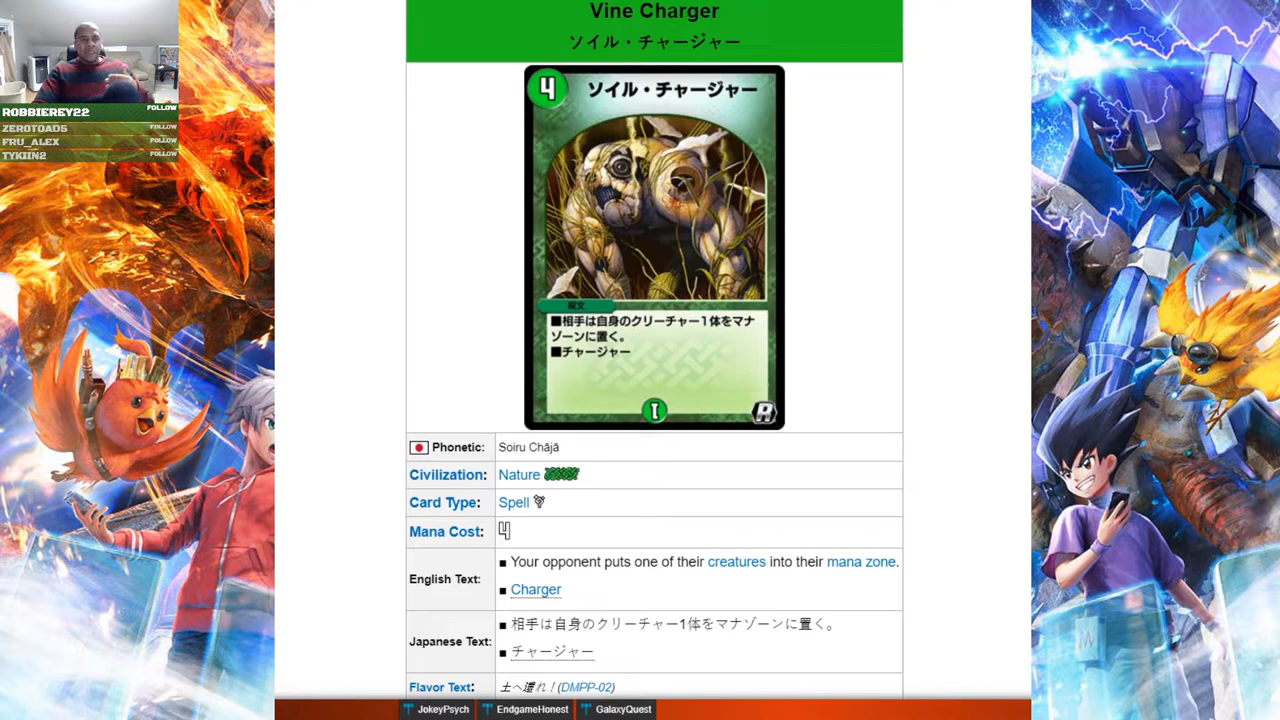 Vine Charger
ソイル・チャージャー
4
ソイル・チャージャー
呪文
■相手は自身のクリーチャー1体をマナ
ゾーンに置く。
■チャージャー
1
R
ROBBIEREY22 FOLLOW
ZEROTOAD5 FOLLOW
FRU_ALEX FOLLOW
TYKIIN2 FOLLOW
Phonetic: Soiru Chājā
Civilization: Nature
Card Type: Spell
Mana Cost: 4
English Text:
■ Your opponent puts one of their creatures into their mana zone.
■ Charger
Japanese Text:
■ 相手は自身のクリーチャー1体をマナゾーンに置く。
■ チャージャー
Flavor Text: 土へ還れ！(DMPP-02)
JokeyPsych EndgameHonest GalaxyQuest